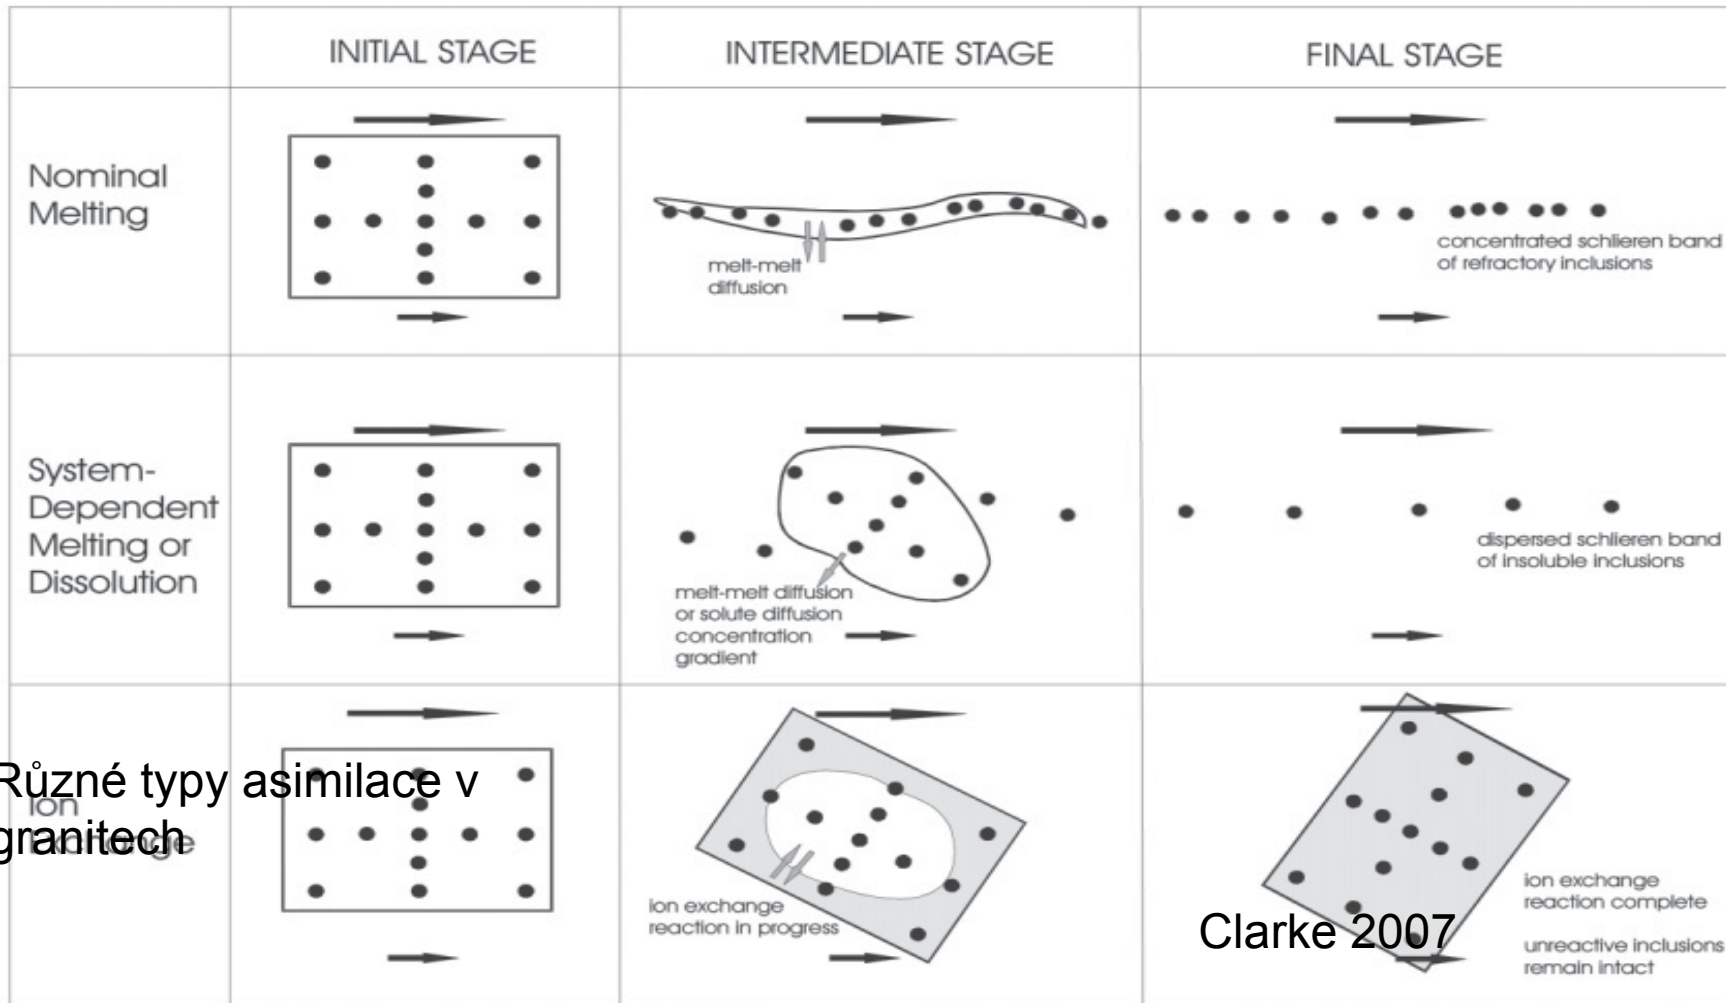 INITIAL STAGE
INTERMEDIATE STAGE
FINAL STAGE
Nominal
Melting
melt-melt
diffusion
concentrated schlieren band
of refractory inclusions
System-
Dependent
Melting or
Dissolution
melt-melt diffusion
or solute diffusion
concentration
gradient
dispersed schlieren band
of insoluble inclusions
Ion
Exchange
Různé typy asimilace v
granitech
ion exchange
reaction in progress
ion exchange
reaction complete
unreactive inclusions
remain intact
Clarke 2007